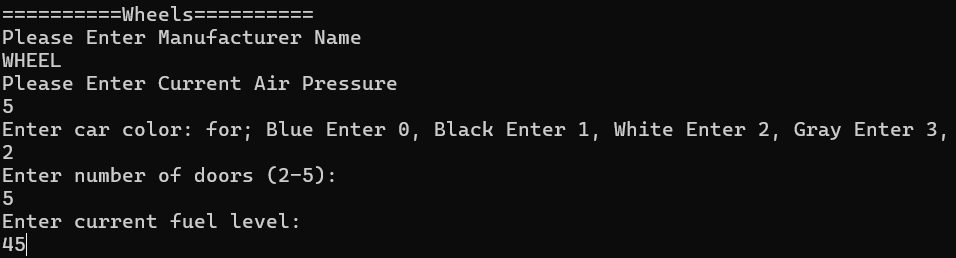 ==========Wheels==========
Please Enter Manufacturer Name
WHEEL
Please Enter Current Air Pressure
5
Enter car color: for; Blue Enter 0, Black Enter 1, White Enter 2, Gray Enter 3,
2
Enter number of doors (2-5):
5
Enter current fuel level:
45